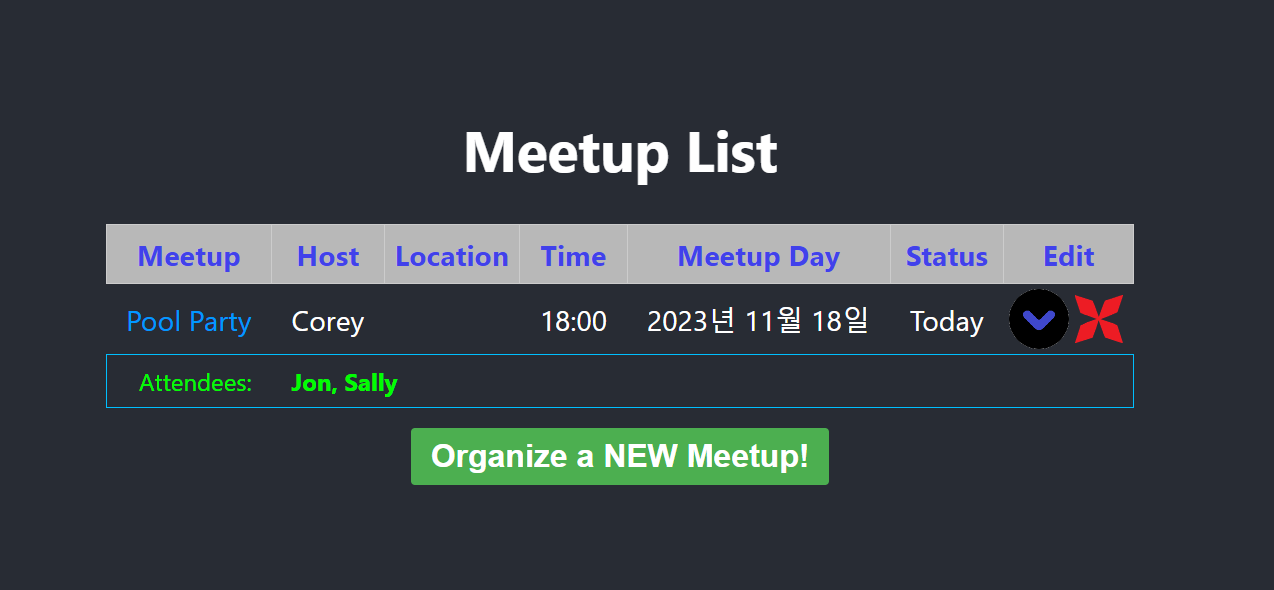 Meetup List
Meetup Host Location Time Meetup Day Status Edit
Pool Party Corey 18:00 2023년 11월 18일 Today
Attendees: Jon, Sally
Organize a NEW Meetup!